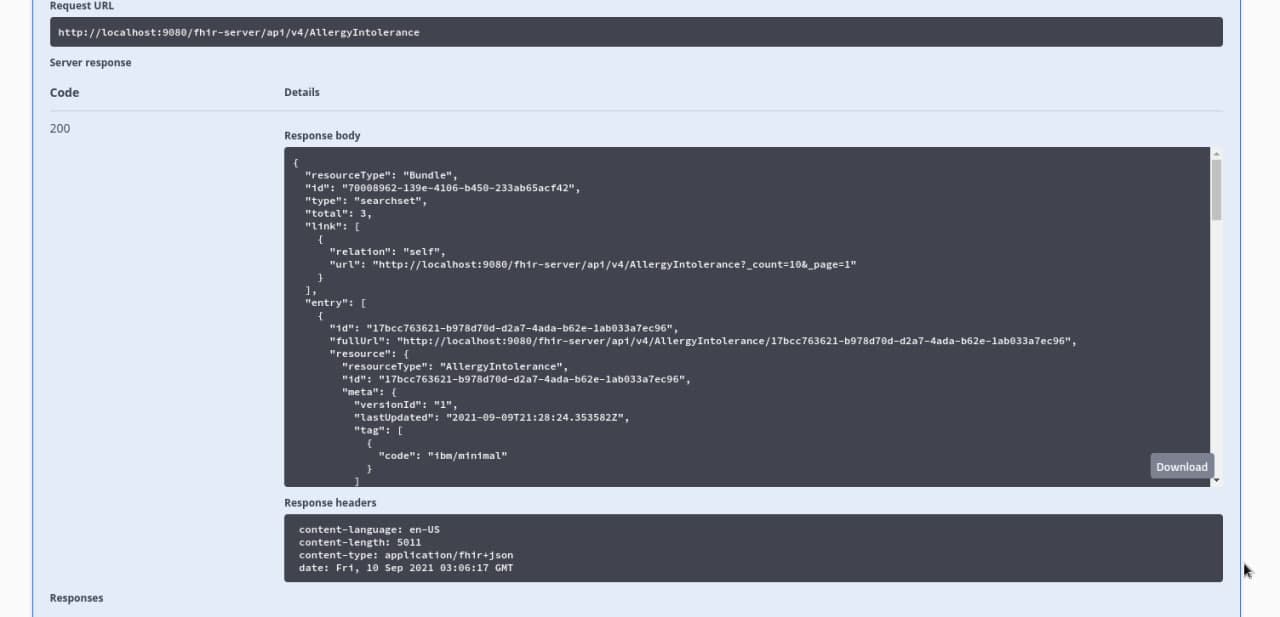 Request URL
http://localhost:9080/fhir-server/api/v4/AllergyIntolerance
Server response
Code Details
200
Response body
{
"resourceType": "Bundle",
"id": "70008962-139e-4106-b450-233ab65acf42",
"type": "searchset",
"total": 3,
"link": [
{
"relation": "self",
"url": "http://localhost:9080/fhir-server/api/v4/AllergyIntolerance?_count=10&_page=1"
}
],
"entry": [
{
"id": "17bcc763621-b978d70d-d2a7-4ada-b62e-1ab033a7ec96",
"fullUrl": "http://localhost:9080/fhir-server/api/v4/AllergyIntolerance/17bcc763621-b978d70d-d2a7-4ada-b62e-1ab033a7ec96",
"resource": {
"resourceType": "AllergyIntolerance",
"id": "17bcc763621-b978d70d-d2a7-4ada-b62e-1ab033a7ec96",
"meta": {
"versionId": "1",
"lastUpdated": "2021-09-09T21:28:24.353582Z",
"tag": [
{
"code": "ibm/minimal"
}
]
Download
Response headers
content-language: en-US
content-length: 5011
content-type: application/fhir+json
date: Fri, 10 Sep 2021 03:06:17 GMT
Responses